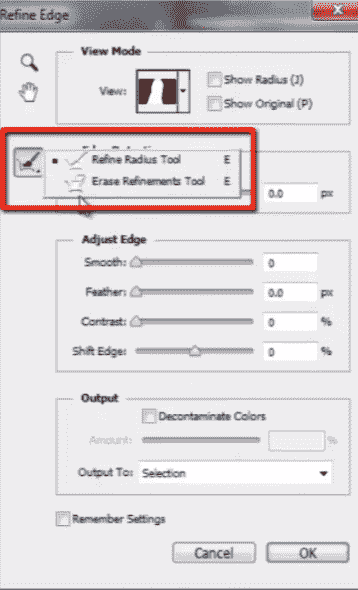 Refine Edge
View Mode
View:
Show Radius (J)
Show Original (P)
Refine Radius Tool E
Erase Refinements Tool E
0.0 px
Adjust Edge
Smooth: 0
Feather: 0.0 px
Contrast: 0 %
Shift Edge: 0 %
Output
Decontaminate Colors
Amount: %
Output To: Selection
Remember Settings
Cancel OK